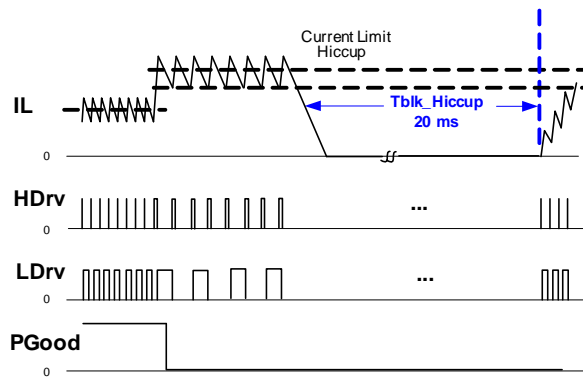 Current Limit
Hiccup
IL
Tblk_Hiccup
20 ms
0
HDrv
...
0
LDrv
...
0
PGood
0